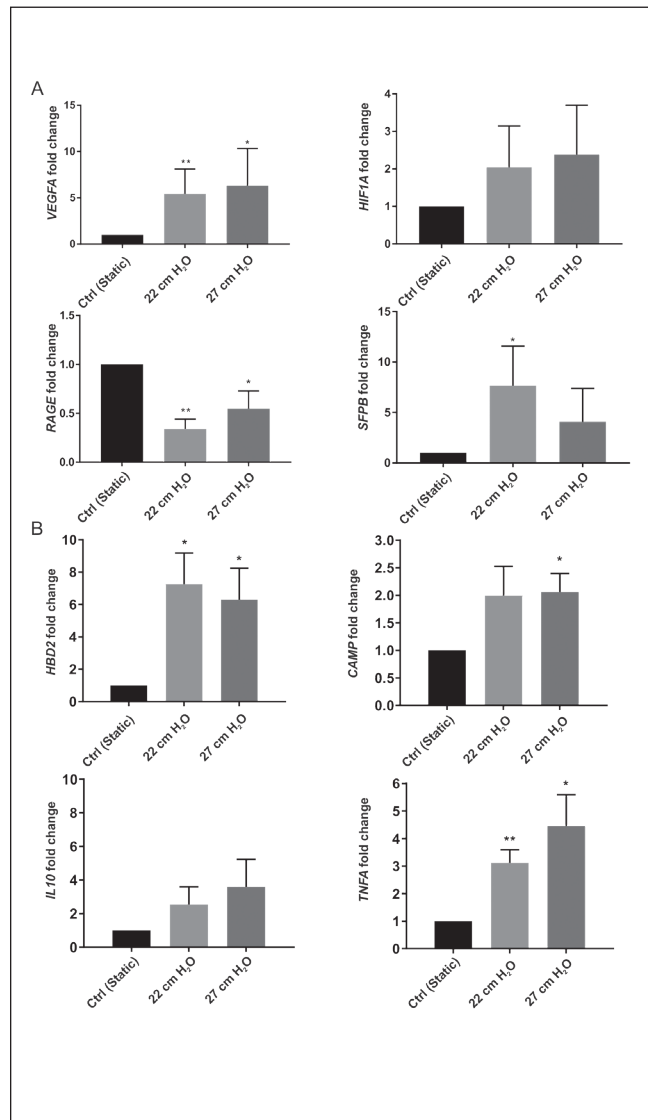 A
VEGFA fold change
15
10
5
0
**
*
Ctrl (Static)
22 cm H₂O
27 cm H₂O
HIF1A fold change
4
3
2
1
0
Ctrl (Static)
22 cm H₂O
27 cm H₂O
RAGE fold change
1.5
1.0
0.5
0.0
**
*
Ctrl (Static)
22 cm H₂O
27 cm H₂O
SFPB fold change
15
10
5
0
*
Ctrl (Static)
22 cm H₂O
27 cm H₂O
B
HBD2 fold change
10
8
6
4
2
0
*
*
Ctrl (Static)
22 cm H₂O
27 cm H₂O
CAMP fold change
3.0
2.5
2.0
1.5
1.0
0.5
0.0
*
Ctrl (Static)
22 cm H₂O
27 cm H₂O
IL10 fold change
10
8
6
4
2
0
Ctrl (Static)
22 cm H₂O
27 cm H₂O
TNFA fold change
6
5
4
3
2
1
0
**
*
Ctrl (Static)
22 cm H₂O
27 cm H₂O